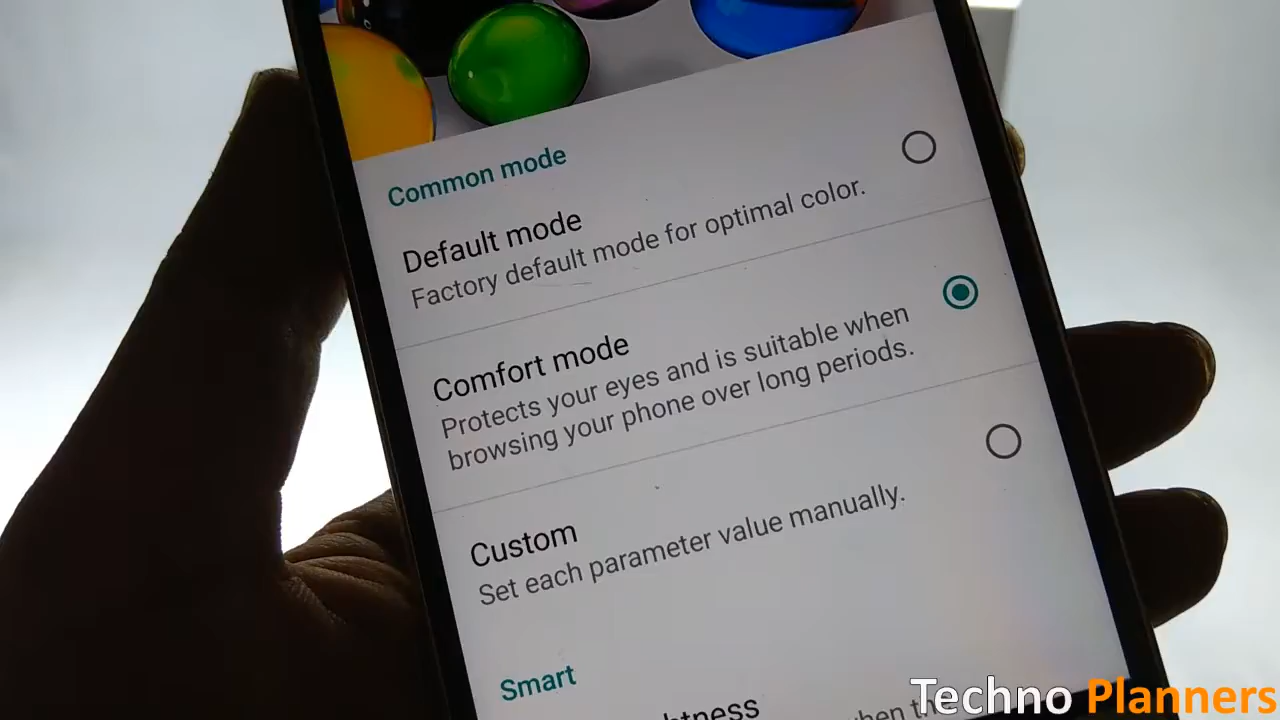 Common mode
Default mode
Factory default mode for optimal color.
Comfort mode
Protects your eyes and is suitable when
browsing your phone over long periods.
Custom
Set each parameter value manually.
Smart
Techno Planners